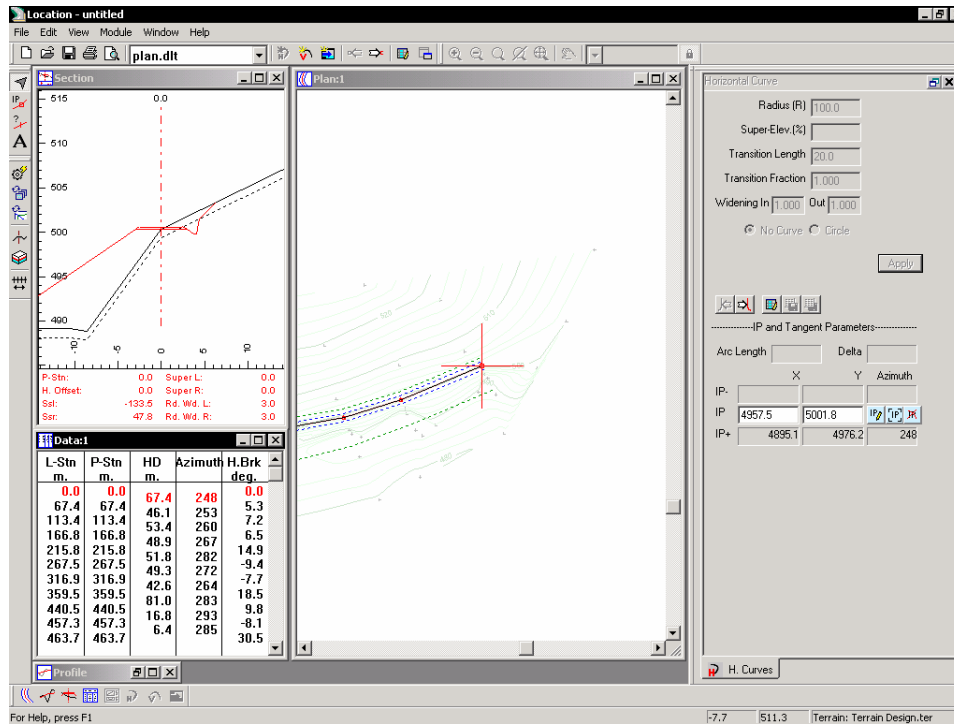 Location - untitled
File Edit View Module Window Help
plan.dlt
Section
515
510
505
500
495
490
0.0
-10
-5
0
5
10
P-Stn: 0.0 Super L: 0.0
H. Offset: 0.0 Super R: 0.0
Ssl: -133.5 Rd. Wd. L: 3.0
Ssr: 47.8 Rd. Wd. R: 3.0
Data:1
L-Stn P-Stn HD Azimuth H.Brk
m. m. m. deg.
0.0 0.0 67.4 248 0.0
67.4 67.4 46.1 253 5.3
113.4 113.4 53.4 260 7.2
166.8 166.8 48.9 267 6.5
215.8 215.8 51.8 282 14.9
267.5 267.5 49.3 272 -9.4
316.9 316.9 42.6 264 -7.7
359.5 359.5 81.0 283 18.5
440.5 440.5 16.8 293 9.8
457.3 457.3 6.4 285 -8.1
463.7 463.7 30.5
Profile
Plan:1
520
510
480
Horizontal Curve
Radius (R) 100.0
Super-Elev.(%)
Transition Length 20.0
Transition Fraction 1.000
Widening In 1.000 Out 1.000
No Curve Circle
Apply
IP and Tangent Parameters
Arc Length Delta
X Y Azimuth
IP-
IP 4957.5 5001.8
IP+ 4895.1 4976.2 248
H. Curves
For Help, press F1
-7.7 511.3 Terrain: Terrain Design.ter